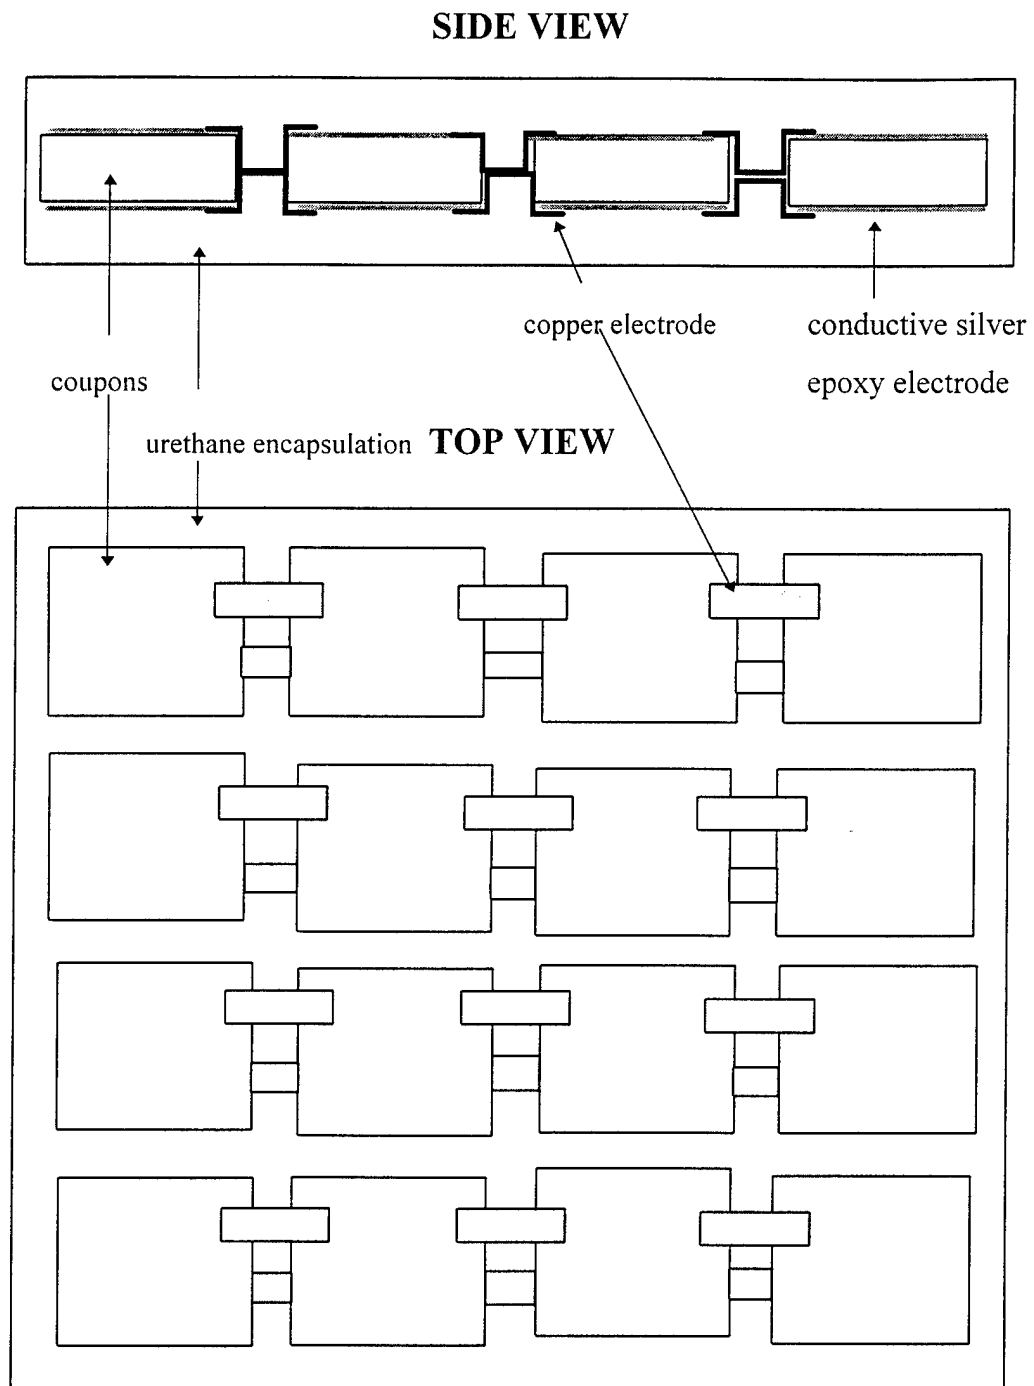 SIDE VIEW
copper electrode
conductive silver
epoxy electrode
coupons
urethane encapsulation
TOP VIEW